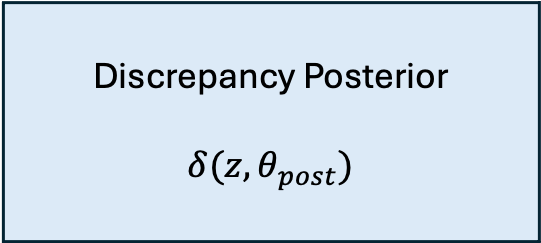 Discrepancy Posterior
δ(z, θ_post)